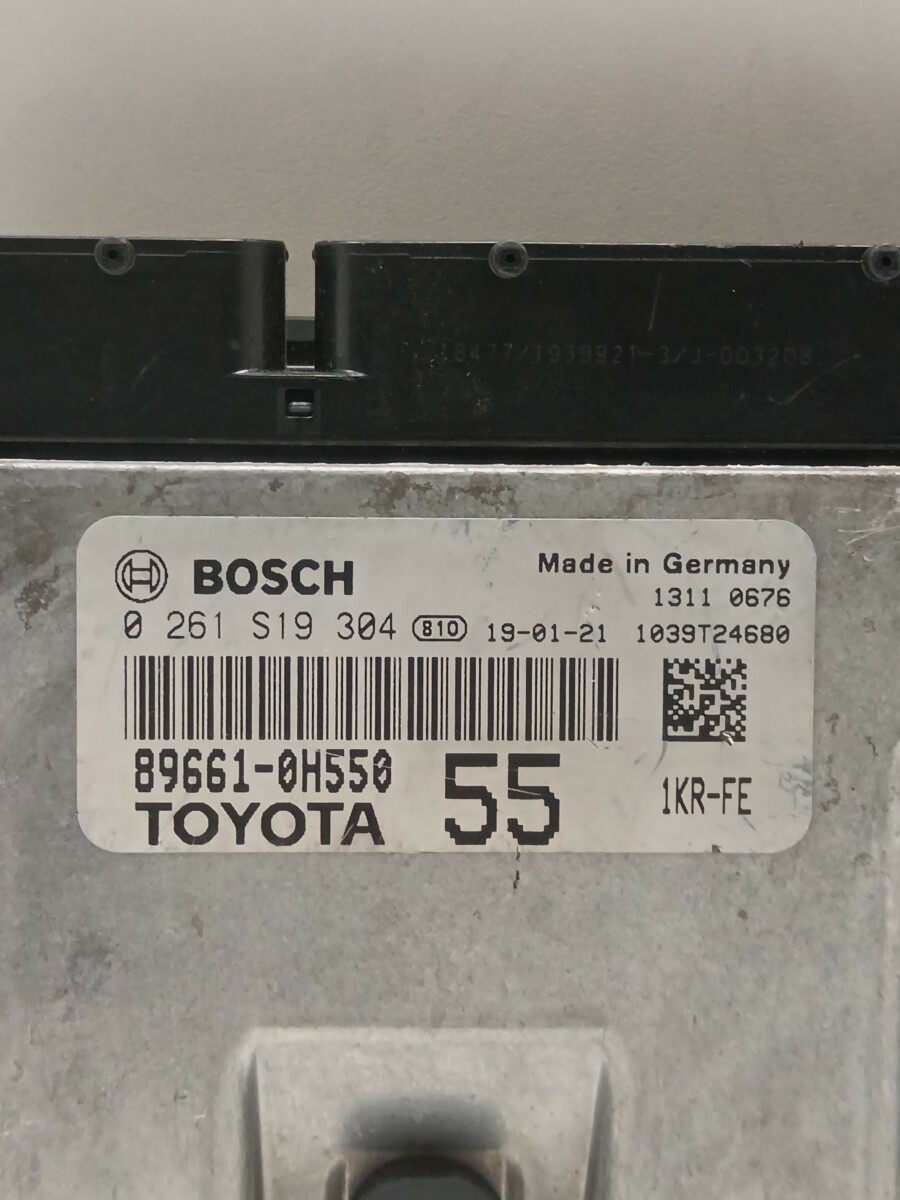 18477/1939921-3/J-003208
BOSCH
Made in Germany
1311 0676
0 261 S19 304 810 19-01-21 1039T24680
89661-0H550 55 1KR-FE
TOYOTA